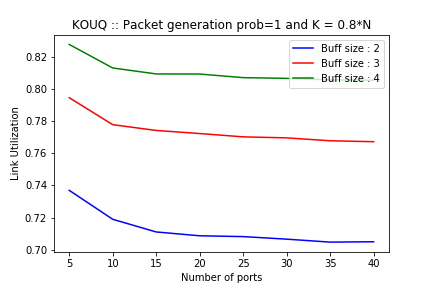 KOUQ :: Packet generation prob=1 and K = 0.8*N
Buff size : 2
Buff size : 3
Buff size : 4
Link Utilization
0.82
0.80
0.78
0.76
0.74
0.72
0.70
5 10 15 20 25 30 35 40
Number of ports